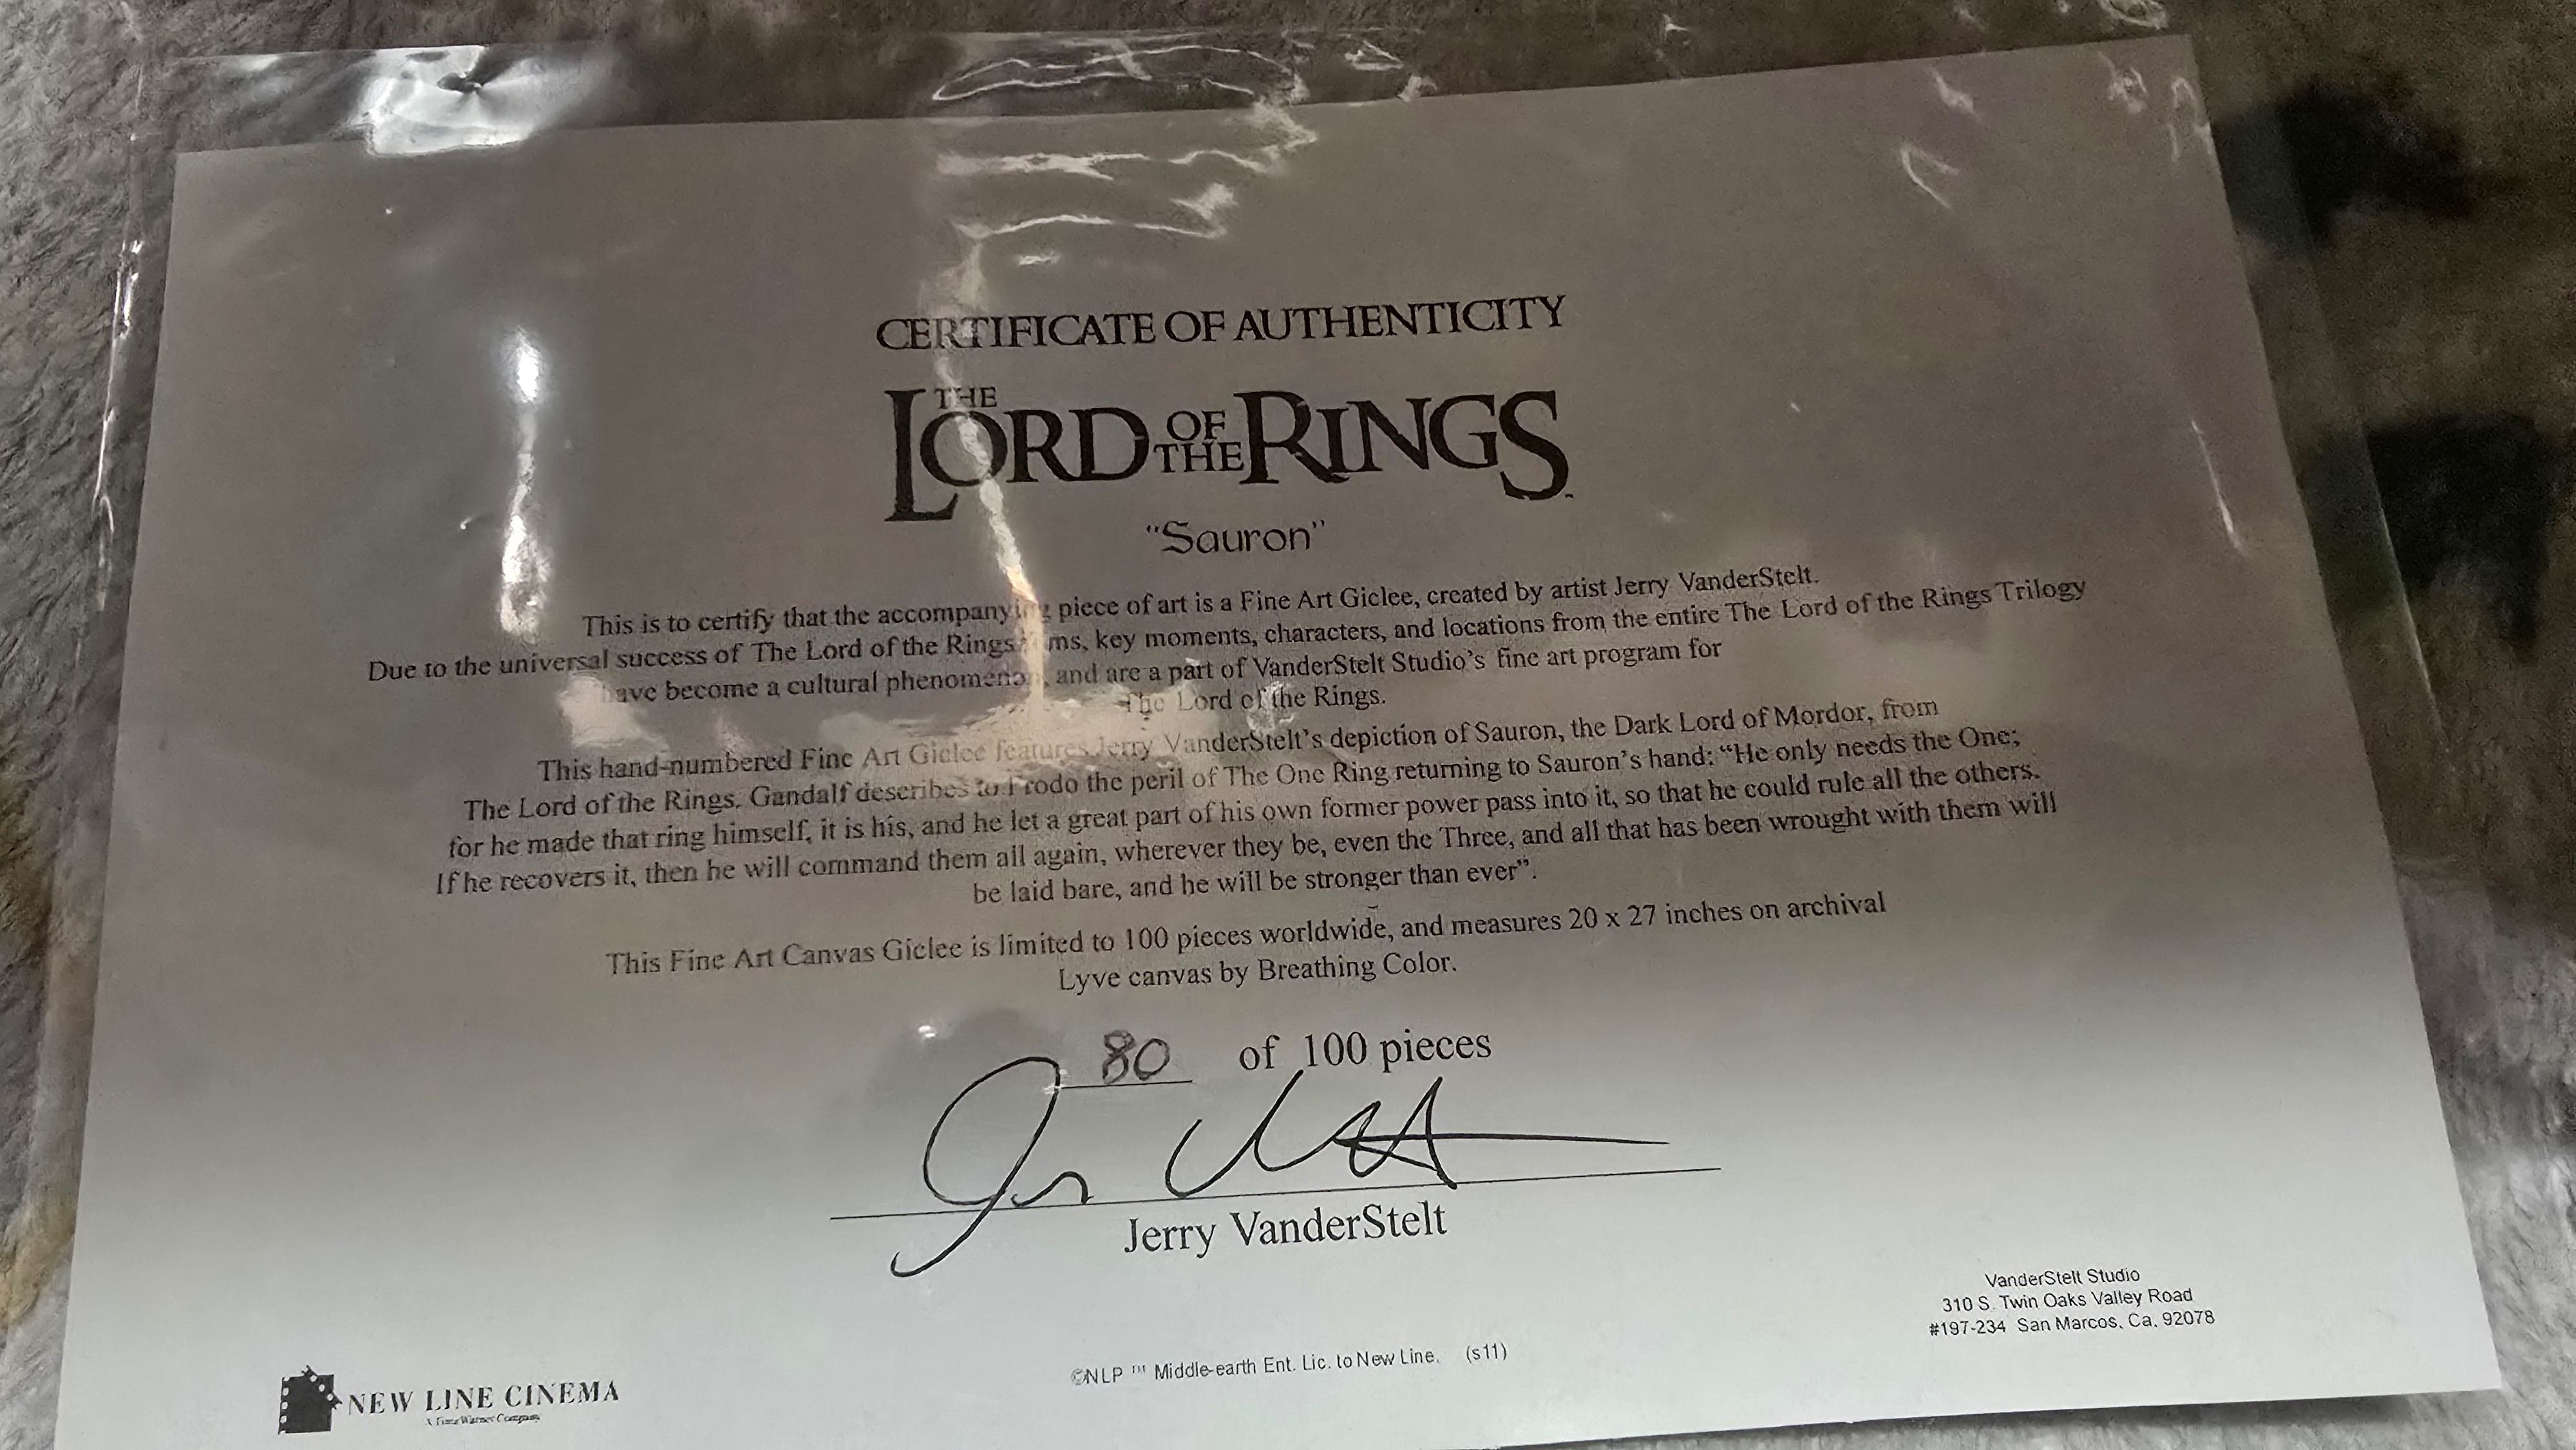 CERTIFICATE OF AUTHENTICITY
THE LORD OF THE RINGS
"Sauron"
This is to certify that the accompanying piece of art is a Fine Art Giclee, created by artist Jerry VanderStelt.
Due to the universal success of The Lord of the Rings films, key moments, characters, and locations from the entire The Lord of the Rings Trilogy
have become a cultural phenomenon, and are a part of VanderStelt Studio's fine art program for
The Lord of the Rings.
This hand-numbered Fine Art Giclee features Jerry VanderStelt's depiction of Sauron, the Dark Lord of Mordor, from
The Lord of the Rings. Gandalf describes to Frodo the peril of The One Ring returning to Sauron's hand: "He only needs the One;
for he made that ring himself, it is his, and he let a great part of his own former power pass into it, so that he could rule all the others.
If he recovers it, then he will command them all again, wherever they be, even the Three, and all that has been wrought with them will
be laid bare, and he will be stronger than ever".
This Fine Art Canvas Giclee is limited to 100 pieces worldwide, and measures 20 x 27 inches on archival
Lyve canvas by Breathing Color.
80 of 100 pieces
Jerry VanderStelt
VanderStelt Studio
310 S. Twin Oaks Valley Road
#197-234 San Marcos, Ca, 92078
©NLP ™ Middle-earth Ent. Lic. to New Line. (s11)
NEW LINE CINEMA
A Time Warner Company